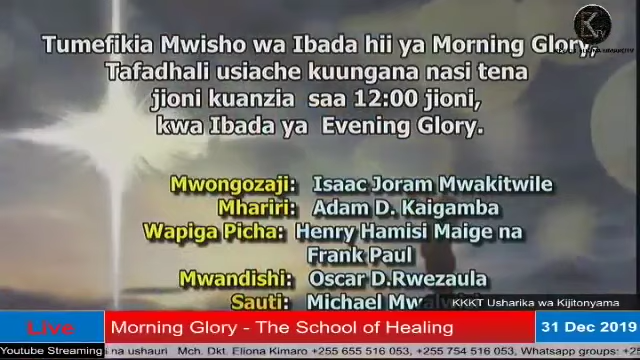 Tumefikia Mwisho wa Ibada hii ya Morning Glory,
Tafadhali usiache kuungana nasi tena
jioni kuanzia saa 12:00 jioni,
kwa Ibada ya Evening Glory.
Mwongozaji: Isaac Joram Mwakitwile
Mhariri: Adam D. Kaigamba
Wapiga Picha: Henry Hamisi Maige na
Frank Paul
Mwandishi: Oscar D.Rwezaula
Sauti: Michael
KKKT Usharika wa Kijitonyama
Live Morning Glory - The School of Healing 31 Dec 2019
Youtube Streaming na ushauri Mch. Dkt. Eliona Kimaro +255 655 516 053, +255 754 516 053, Whatsapp groups +255